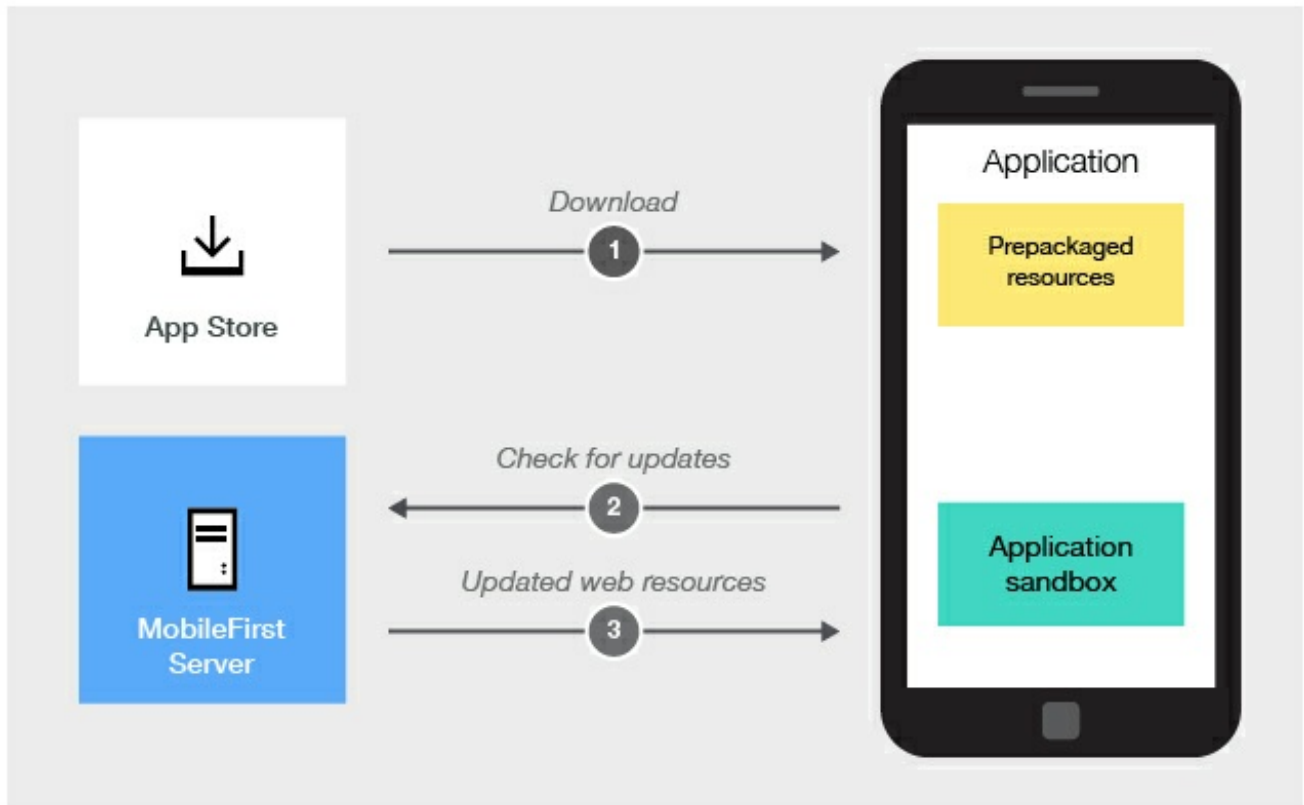 App Store
Download
1
Application
Prepackaged
resources
Check for updates
2
Updated web resources
3
MobileFirst
Server
Application
sandbox